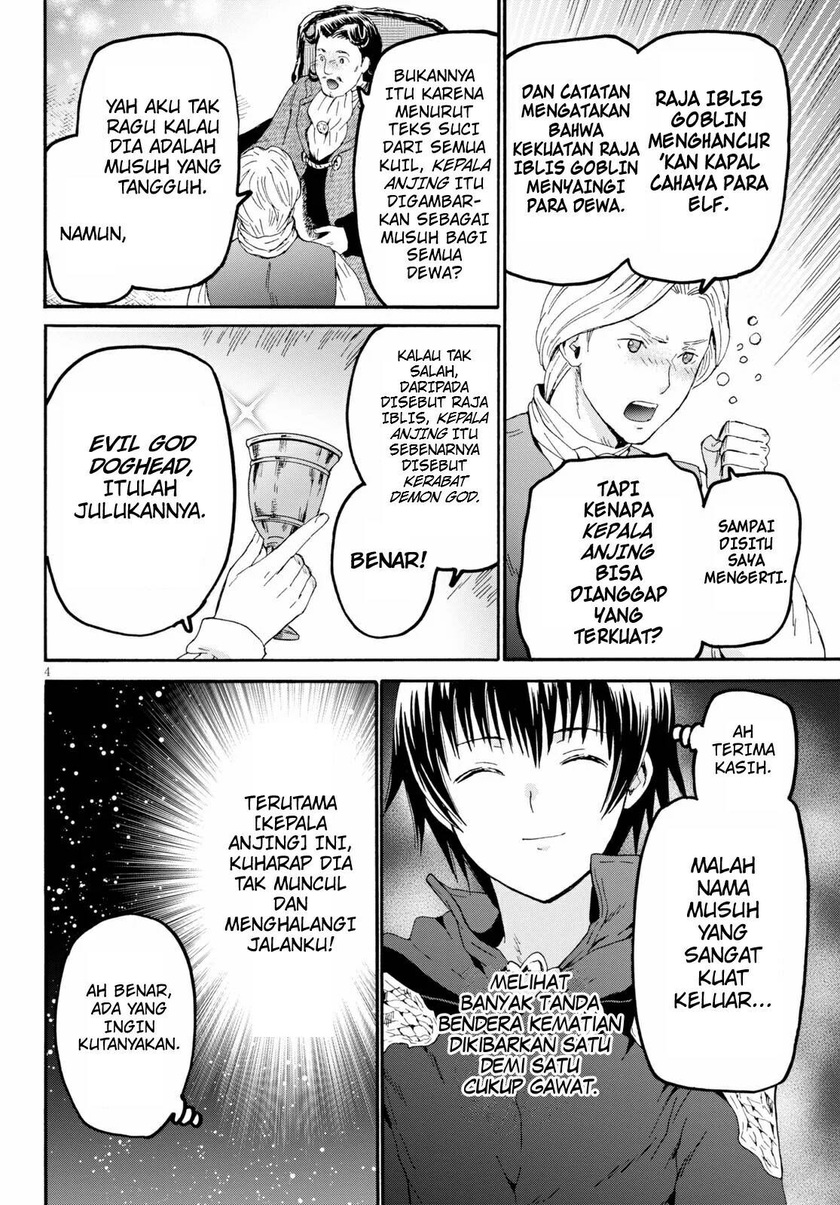 RAJA IBLIS
GOBLIN
MENGHANCUR
'KAN KAPAL
CAHAYA PARA
ELF.
DAN CATATAN
MENGATAKAN
BAHWA
KEKUATAN RAJA
IBLIS GOBLIN
MENYAINGI
PARA DEWA.
SAMPAI
DISITU
SAYA
MENGERTI.
TAPI
KENAPA
KEPALA
ANJING
BISA
DIANGGAP
YANG
TERKUAT?
BUKANNYA
ITU KARENA
MENURUT
TEKS SUCI
DARI SEMUA
KUIL, KEPALA
ANJING ITU
DIGAMBAR-
KAN SEBAGAI
MUSUH BAGI
SEMUA
DEWA?
YAH AKU TAK
RAGU KALAU
DIA ADALAH
MUSUH YANG
TANGGUH.
NAMUN,
KALAU TAK
SALAH,
DARIPADA
DISEBUT RAJA
IBLIS, KEPALA
ANJING ITU
SEBENARNYA
DISEBUT
KERABAT
DEMON GOD.
BENAR!
EVIL GOD
DOGHEAD,
ITULAH
JULUKANNYA.
4
AH
TERIMA
KASIH.
MALAH
NAMA
MUSUH
YANG
SANGAT
KUAT
KELUAR...
MELIHAT
BANYAK TANDA
BENDERA KEMATIAN
DIKIBARKAN SATU
DEMI SATU
CUKUP GAWAT.
TERUTAMA
[KEPALA
ANJING] INI,
KUHARAP DIA
TAK MUNCUL
DAN
MENGHALANGI
JALANKU!
AH BENAR,
ADA YANG
INGIN
KUTANYAKAN.